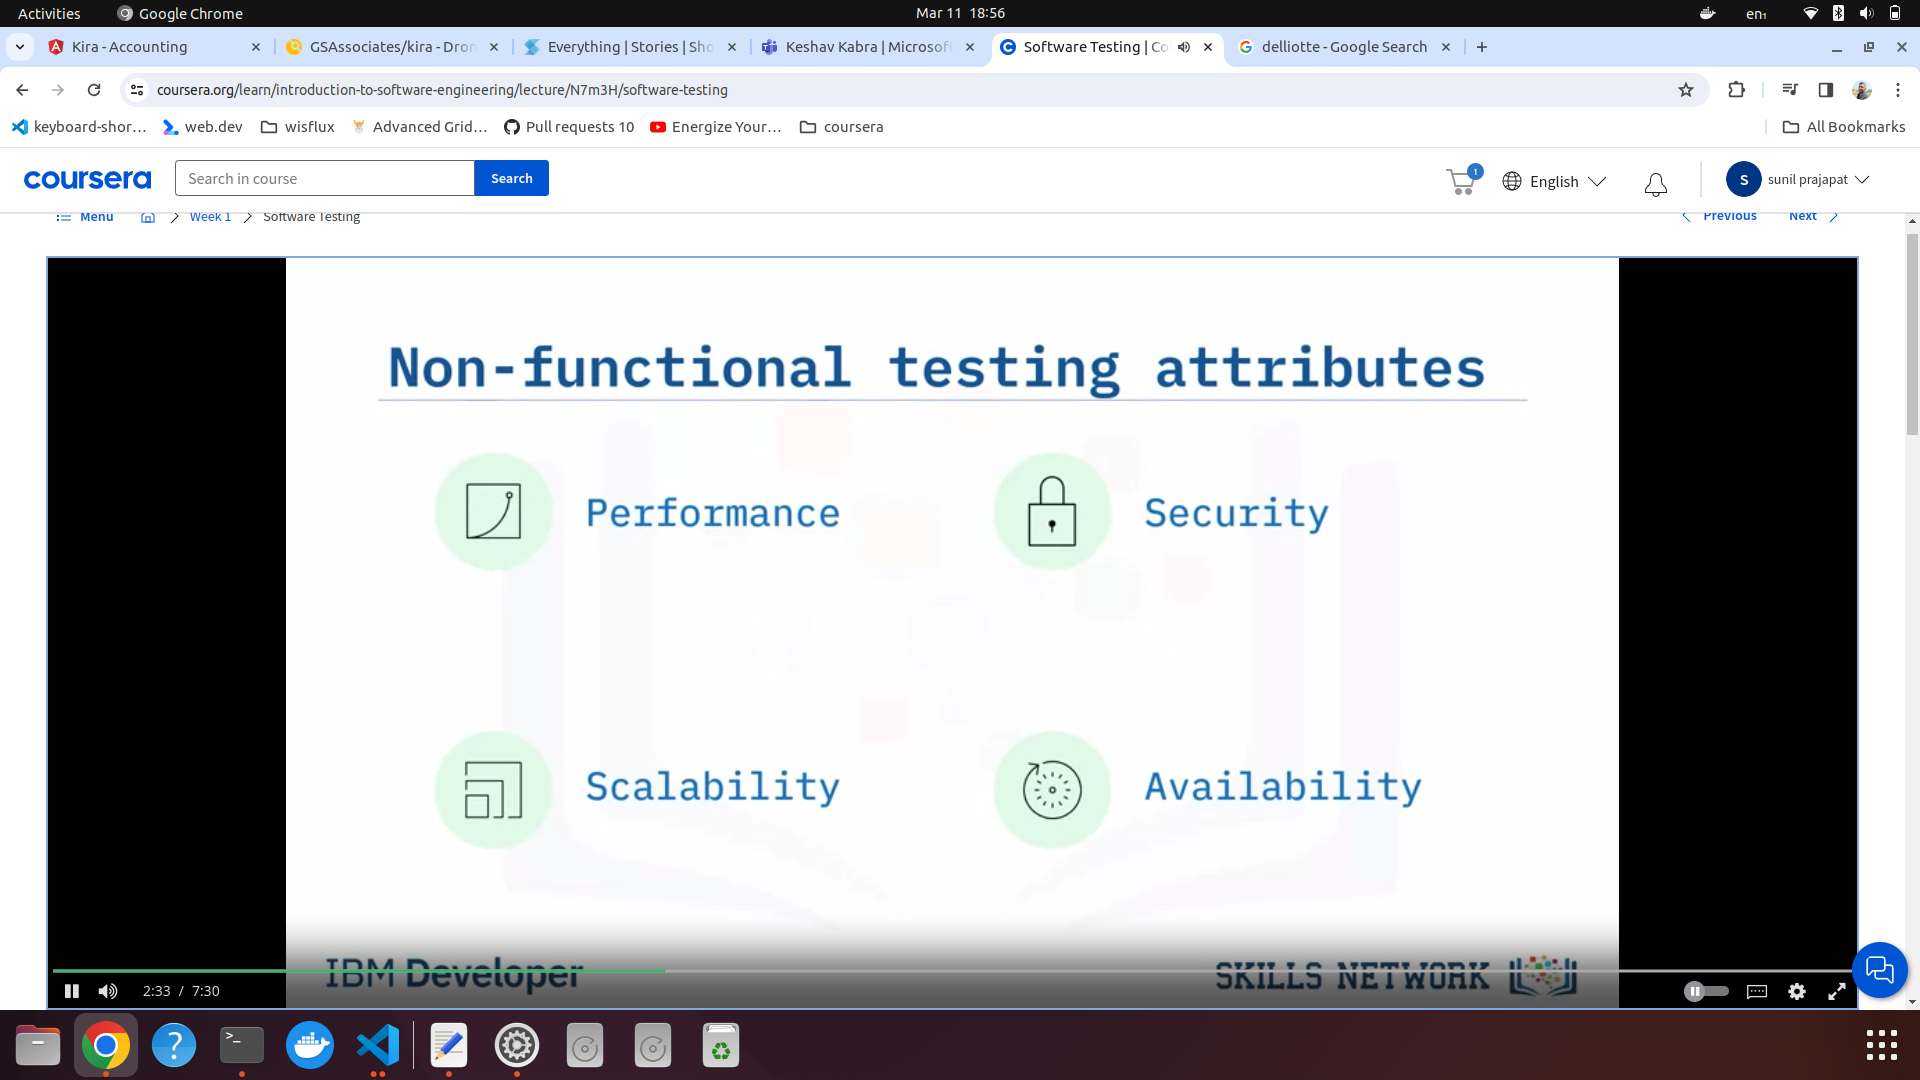 Activities Google Chrome Mar 11 18:56 en₁
Kira - Accounting GSAssociates/kira - Dron Everything | Stories | Sho Keshav Kabra | Microsof Software Testing | Co delliotte - Google Search
coursera.org/learn/introduction-to-software-engineering/lecture/N7m3H/software-testing
keyboard-shor... web.dev wisflux Advanced Grid... Pull requests 10 Energize Your... coursera All Bookmarks
coursera Search in course Search 1 English S sunil prajapat
Menu Week 1 Software Testing Previous Next
Non-functional testing attributes
Performance Security
Scalability Availability
IBM Developer SKILLS NETWORK
2:33 / 7:30